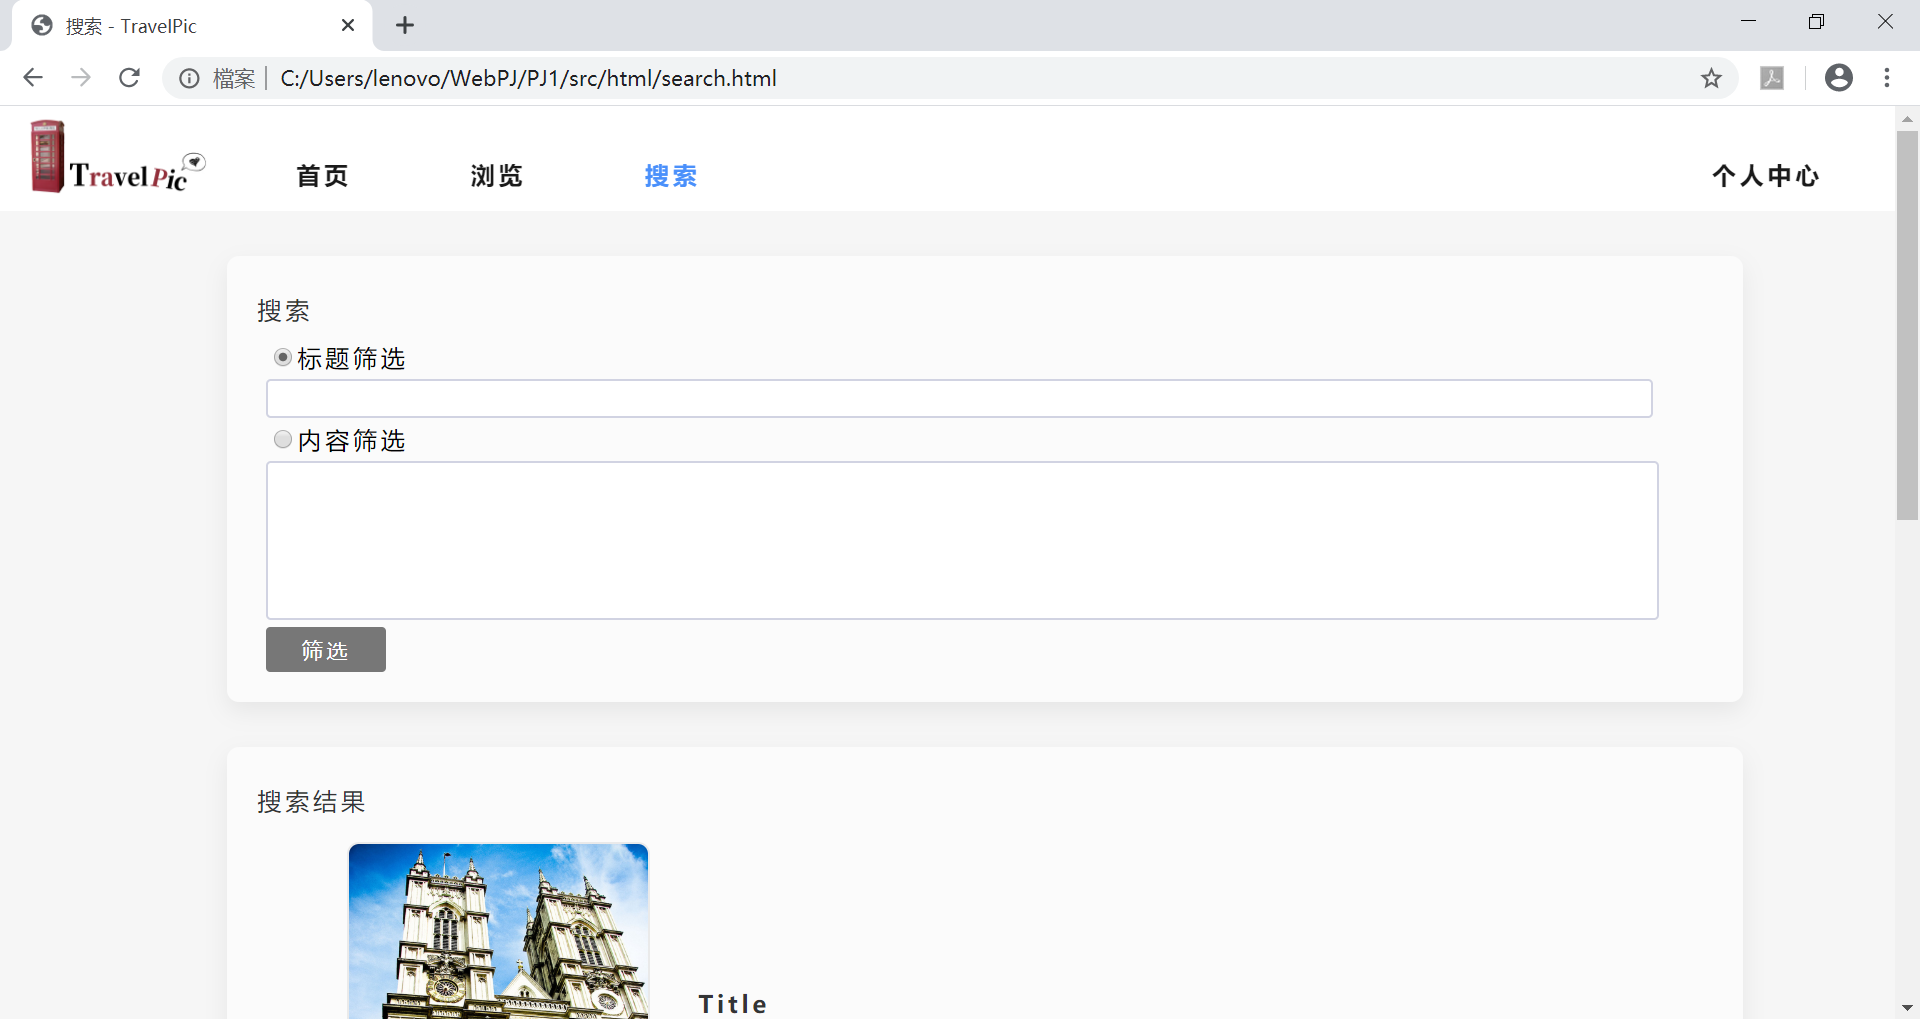 搜索 - TravelPic
檔案 | C:/Users/lenovo/WebPJ/PJ1/src/html/search.html
TravelPic 首页 浏览 搜索 个人中心
搜索
标题筛选
内容筛选
筛选
搜索结果
Title